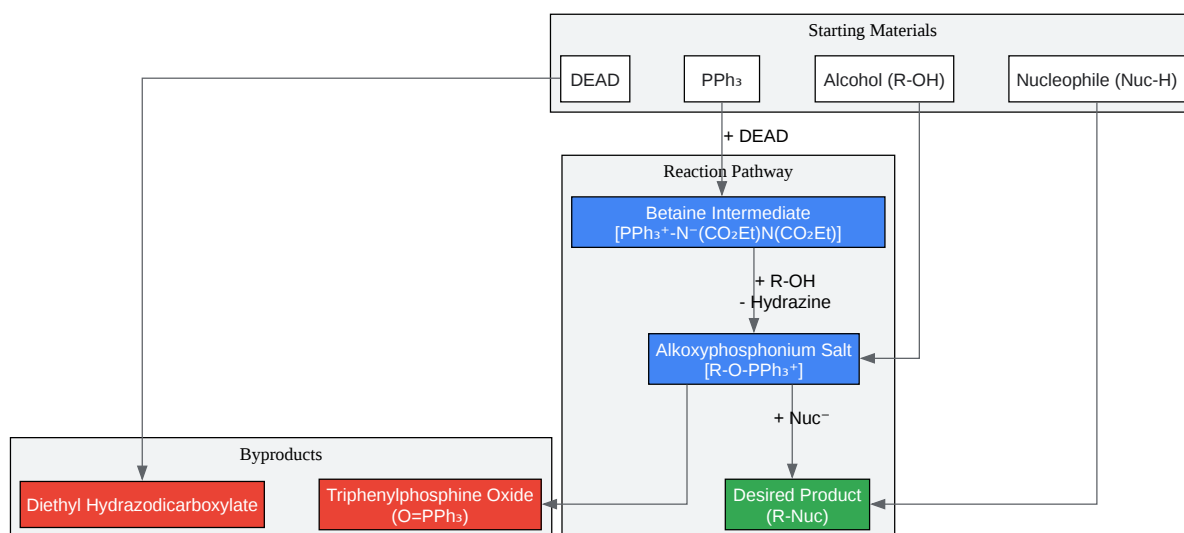 Starting Materials
DEAD
PPh₃
Alcohol (R-OH)
Nucleophile (Nuc-H)
+ DEAD
Reaction Pathway
Betaine Intermediate
[PPh₃⁺-N⁻(CO₂Et)N(CO₂Et)]
+ R-OH
- Hydrazine
Alkoxyphosphonium Salt
[R-O-PPh₃⁺]
+ Nuc⁻
Byproducts
Diethyl Hydrazodicarboxylate
Triphenylphosphine Oxide
(O=PPh₃)
Desired Product
(R-Nuc)